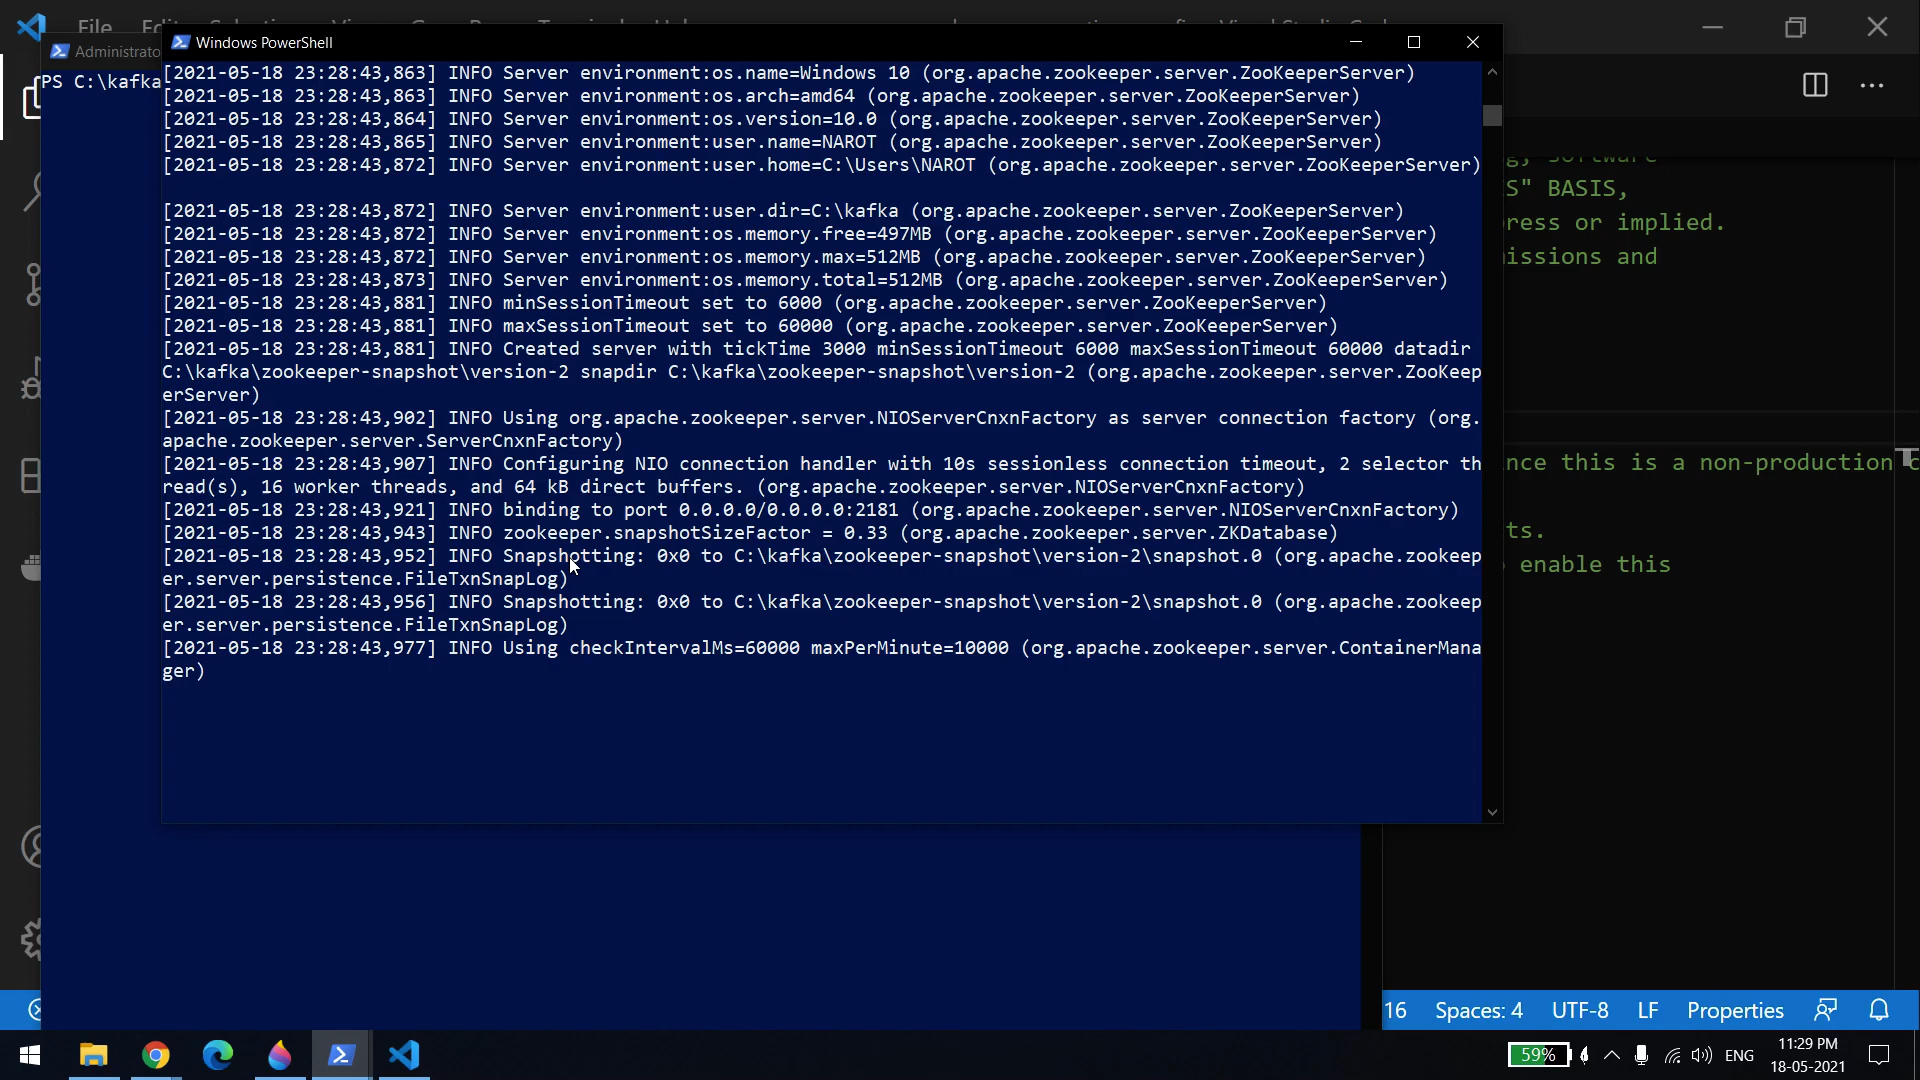 File
Windows PowerShell
Administrato
PS C:\kafka
[2021-05-18 23:28:43,863] INFO Server environment:os.name=Windows 10 (org.apache.zookeeper.server.ZooKeeperServer)
[2021-05-18 23:28:43,863] INFO Server environment:os.arch=amd64 (org.apache.zookeeper.server.ZooKeeperServer)
[2021-05-18 23:28:43,864] INFO Server environment:os.version=10.0 (org.apache.zookeeper.server.ZooKeeperServer)
[2021-05-18 23:28:43,865] INFO Server environment:user.name=NAROT (org.apache.zookeeper.server.ZooKeeperServer)
[2021-05-18 23:28:43,872] INFO Server environment:user.home=C:\Users\NAROT (org.apache.zookeeper.server.ZooKeeperServer)
[2021-05-18 23:28:43,872] INFO Server environment:user.dir=C:\kafka (org.apache.zookeeper.server.ZooKeeperServer)
[2021-05-18 23:28:43,872] INFO Server environment:os.memory.free=497MB (org.apache.zookeeper.server.ZooKeeperServer)
[2021-05-18 23:28:43,872] INFO Server environment:os.memory.max=512MB (org.apache.zookeeper.server.ZooKeeperServer)
[2021-05-18 23:28:43,873] INFO Server environment:os.memory.total=512MB (org.apache.zookeeper.server.ZooKeeperServer)
[2021-05-18 23:28:43,881] INFO minSessionTimeout set to 6000 (org.apache.zookeeper.server.ZooKeeperServer)
[2021-05-18 23:28:43,881] INFO maxSessionTimeout set to 60000 (org.apache.zookeeper.server.ZooKeeperServer)
[2021-05-18 23:28:43,881] INFO Created server with tickTime 3000 minSessionTimeout 6000 maxSessionTimeout 60000 datadir
C:\kafka\zookeeper-snapshot\version-2 snapdir C:\kafka\zookeeper-snapshot\version-2 (org.apache.zookeeper.server.ZooKeep
erServer)
[2021-05-18 23:28:43,902] INFO Using org.apache.zookeeper.server.NIOServerCnxnFactory as server connection factory (org.
apache.zookeeper.server.ServerCnxnFactory)
[2021-05-18 23:28:43,907] INFO Configuring NIO connection handler with 10s sessionless connection timeout, 2 selector th
read(s), 16 worker threads, and 64 kB direct buffers. (org.apache.zookeeper.server.NIOServerCnxnFactory)
[2021-05-18 23:28:43,921] INFO binding to port 0.0.0.0/0.0.0.0:2181 (org.apache.zookeeper.server.NIOServerCnxnFactory)
[2021-05-18 23:28:43,943] INFO zookeeper.snapshotSizeFactor = 0.33 (org.apache.zookeeper.server.ZKDatabase)
[2021-05-18 23:28:43,952] INFO Snapshotting: 0x0 to C:\kafka\zookeeper-snapshot\version-2\snapshot.0 (org.apache.zookeep
er.server.persistence.FileTxnSnapLog)
[2021-05-18 23:28:43,956] INFO Snapshotting: 0x0 to C:\kafka\zookeeper-snapshot\version-2\snapshot.0 (org.apache.zookeep
er.server.persistence.FileTxnSnapLog)
[2021-05-18 23:28:43,977] INFO Using checkIntervalMs=60000 maxPerMinute=10000 (org.apache.zookeeper.server.ContainerMana
ger)
software
S" BASIS,
ress or implied.
issions and
nce this is a non-production c
ts.
enable this
16 Spaces: 4 UTF-8 LF Properties
59% ENG 11:29 PM
18-05-2021